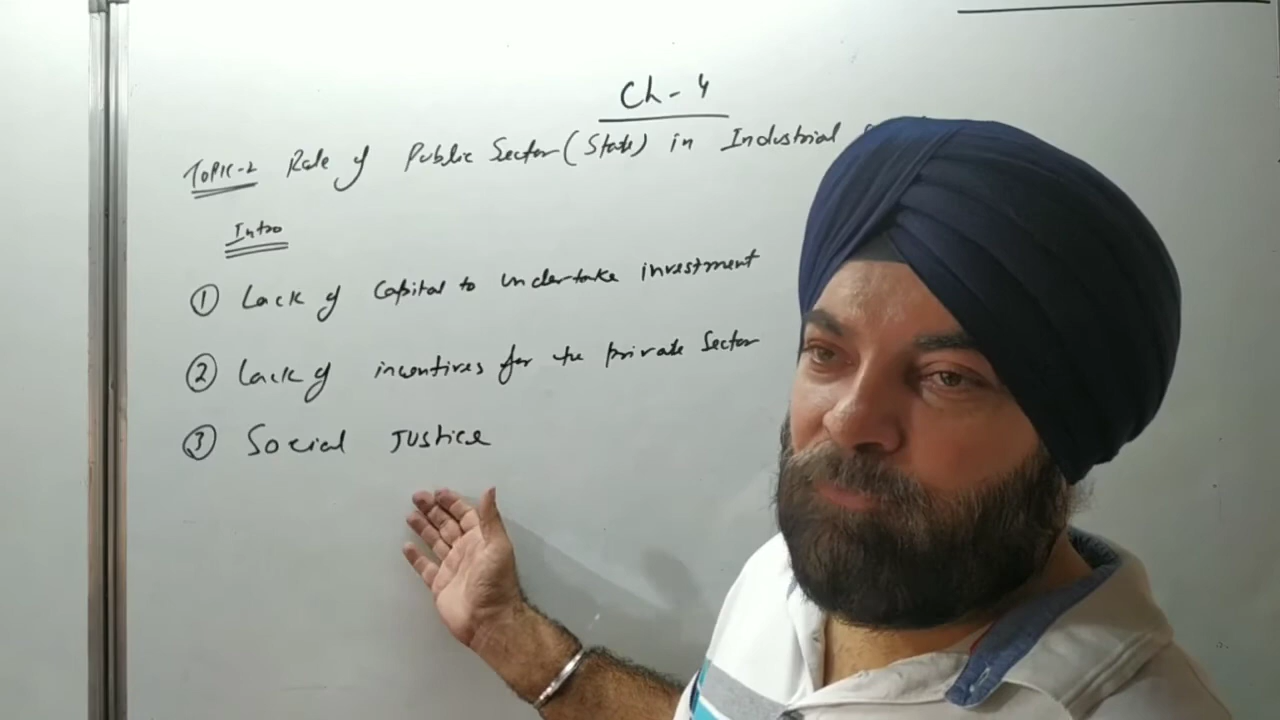 Ch - 4
Topic-2 Role of Public Sector (State) in Industrial
Intro
① Lack of Capital to undertake investment
② Lack of incentives for the private Sector
③ Social Justice